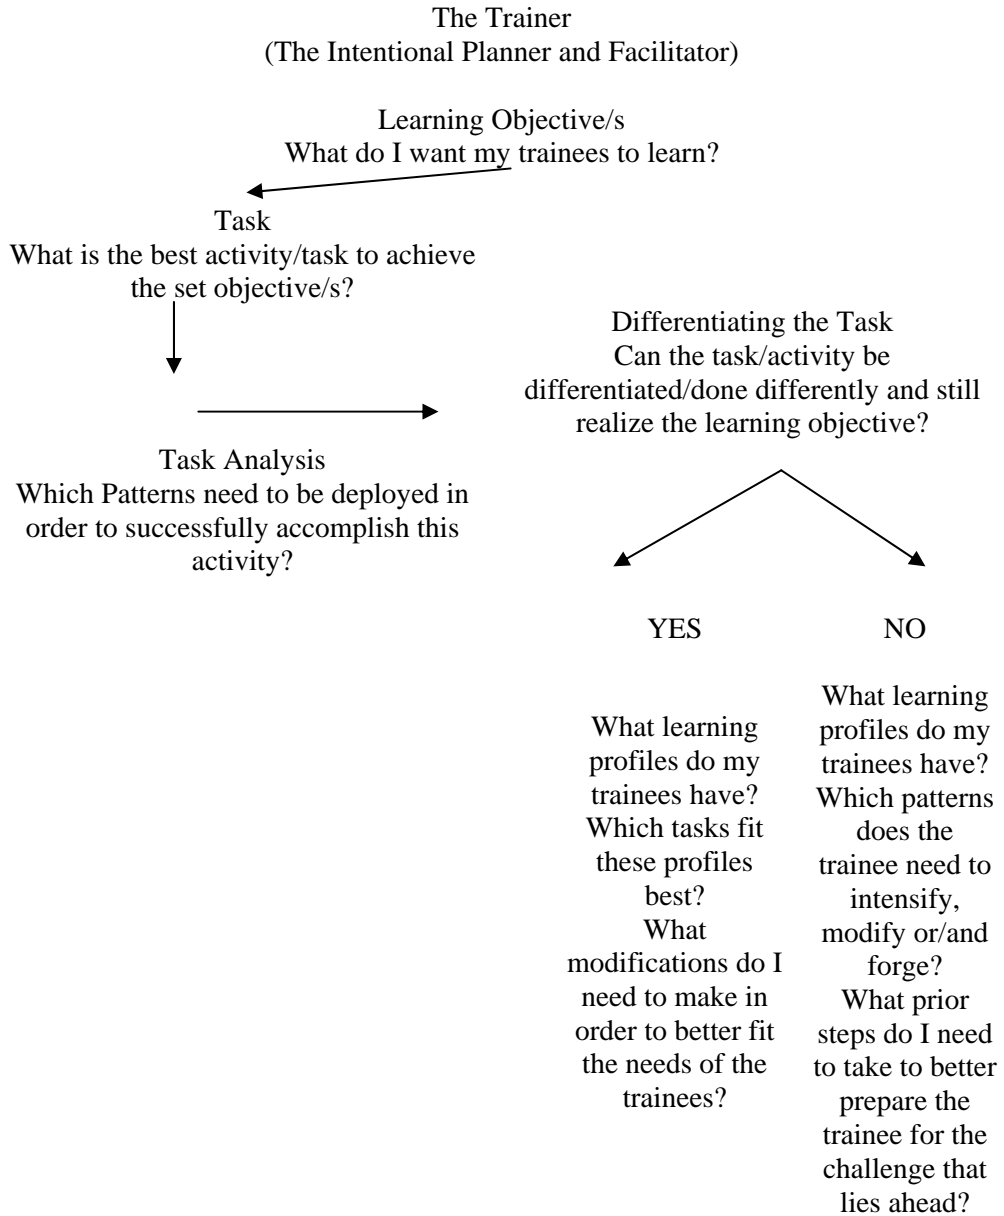 The Trainer
(The Intentional Planner and Facilitator)
Learning Objective/s
What do I want my trainees to learn?
Task
What is the best activity/task to achieve
the set objective/s?
Differentiating the Task
Can the task/activity be
differentiated/done differently and still
realize the learning objective?
Task Analysis
Which Patterns need to be deployed in
order to successfully accomplish this
activity?
YES
What learning
profiles do my
trainees have?
Which tasks fit
these profiles
best?
What
modifications do I
need to make in
order to better fit
the needs of the
trainees?
NO
What learning
profiles do my
trainees have?
Which patterns
does the
trainee need to
intensify,
modify or/and
forge?
What prior
steps do I need
to take to better
prepare the
trainee for the
challenge that
lies ahead?